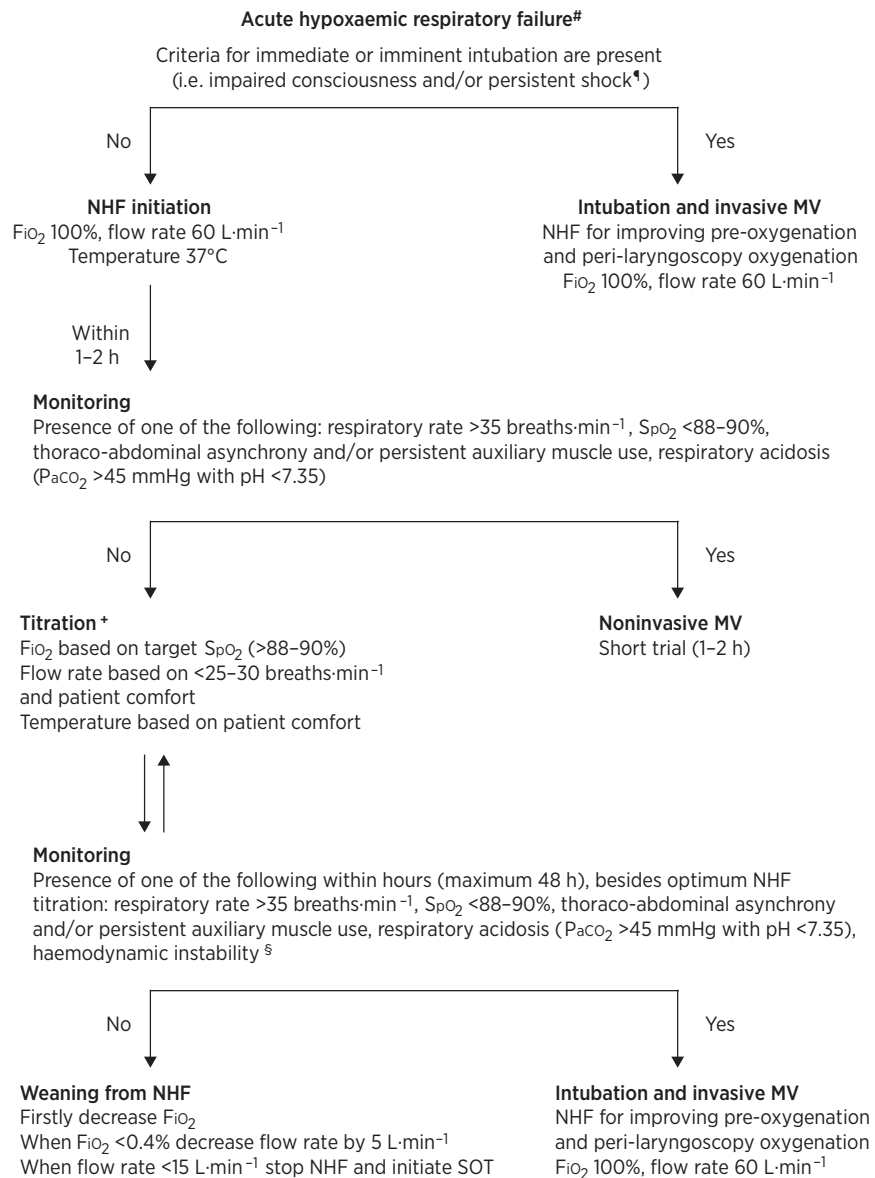 Acute hypoxaemic respiratory failure#
Criteria for immediate or imminent intubation are present
(i.e. impaired consciousness and/or persistent shock¶)
No
Yes
NHF initiation
FiO2 100%, flow rate 60 L·min−1
Temperature 37°C
Intubation and invasive MV
NHF for improving pre-oxygenation
and peri-laryngoscopy oxygenation
FiO2 100%, flow rate 60 L·min−1
Within
1–2 h
Monitoring
Presence of one of the following: respiratory rate >35 breaths·min−1, SpO2 <88–90%,
thoraco-abdominal asynchrony and/or persistent auxiliary muscle use, respiratory acidosis
(PaCO2 >45 mmHg with pH <7.35)
No
Yes
Titration+
FiO2 based on target SpO2 (>88–90%)
Flow rate based on <25–30 breaths·min−1
and patient comfort
Temperature based on patient comfort
Noninvasive MV
Short trial (1–2 h)
Monitoring
Presence of one of the following within hours (maximum 48 h), besides optimum NHF
titration: respiratory rate >35 breaths·min−1, SpO2 <88–90%, thoraco-abdominal asynchrony
and/or persistent auxiliary muscle use, respiratory acidosis (PaCO2 >45 mmHg with pH <7.35),
haemodynamic instability§
No
Yes
Weaning from NHF
Firstly decrease FiO2
When FiO2 <0.4% decrease flow rate by 5 L·min−1
When flow rate <15 L·min−1 stop NHF and initiate SOT
Intubation and invasive MV
NHF for improving pre-oxygenation
and peri-laryngoscopy oxygenation
FiO2 100%, flow rate 60 L·min−1